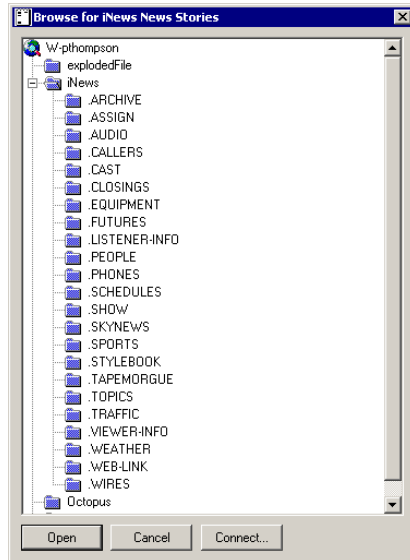 Browse for iNews News Stories
W-pthompson
explodedFile
iNews
.ARCHIVE
.ASSIGN
.AUDIO
.CALLERS
.CAST
.CLOSINGS
.EQUIPMENT
.FUTURES
.LISTENER-INFO
.PEOPLE
.PHONES
.SCHEDULES
.SHOW
.SKYNEWS
.SPORTS
.STYLEBOOK
.TAPEMORGUE
.TOPICS
.TRAFFIC
.VIEWER-INFO
.WEATHER
.WEB-LINK
.WIRES
Octopus
Open Cancel Connect...